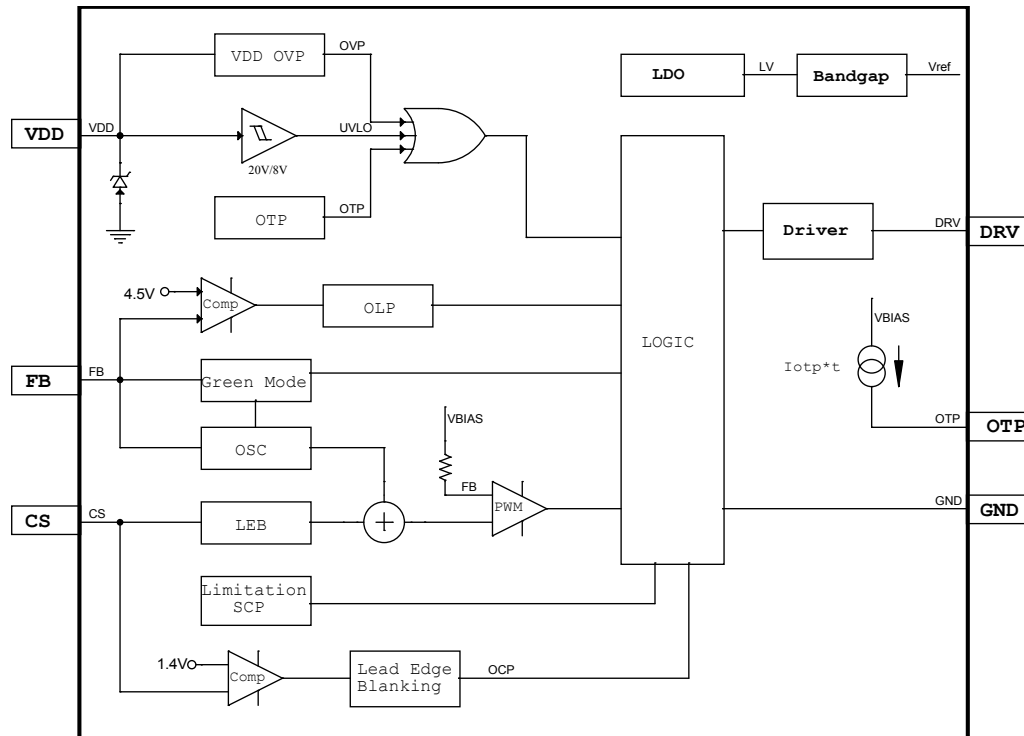 VDD OVP
OVP
LDO
LV
Bandgap
Vref
VDD
VDD
UVLO
20V/8V
OTP
OTP
Driver
DRV
DRV
4.5V
Comp
OLP
LOGIC
VBIAS
Iotp*t
FB
FB
Green Mode
VBIAS
OTP
OTP
OSC
FB
PWM
CS
CS
LEB
GND
GND
Limitation
SCP
1.4V
Comp
Lead Edge
Blanking
OCP